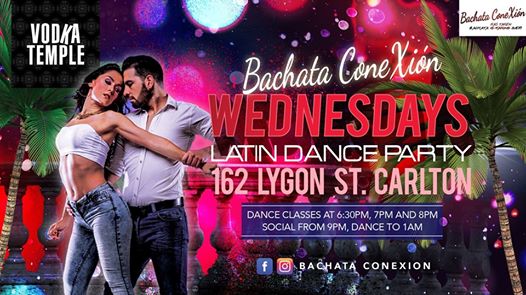 VODKA
TEMPLE
Bachata ConeXión
Bachata ConeXión
WEDNESDAYS
LATIN DANCE PARTY
162 LYGON ST. CARLTON
DANCE CLASSES AT 6:30PM, 7PM AND 8PM
SOCIAL FROM 9PM, DANCE TO 1AM
BACHATA CONEXION